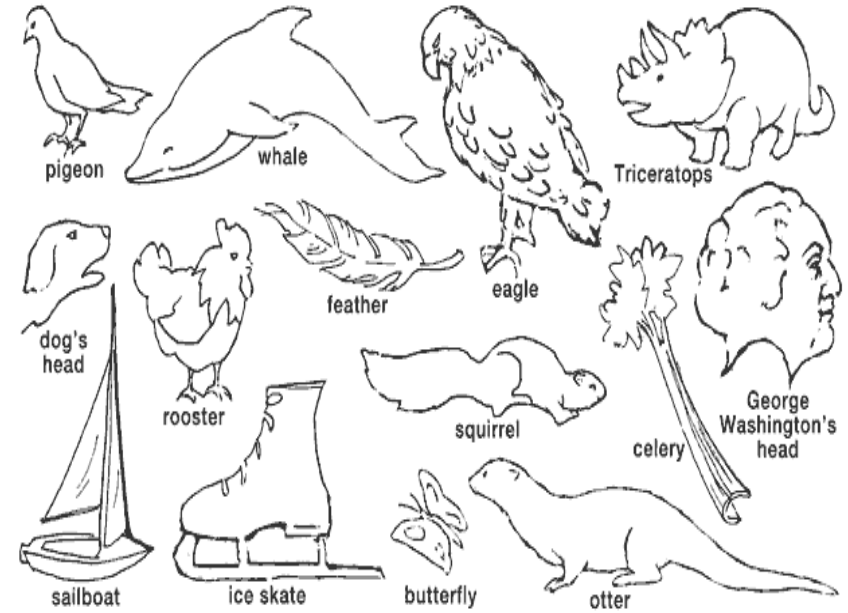 pigeon
whale
Triceratops
eagle
feather
dog's
head
rooster
squirrel
George
Washington's
head
celery
sailboat
ice skate
butterfly
otter